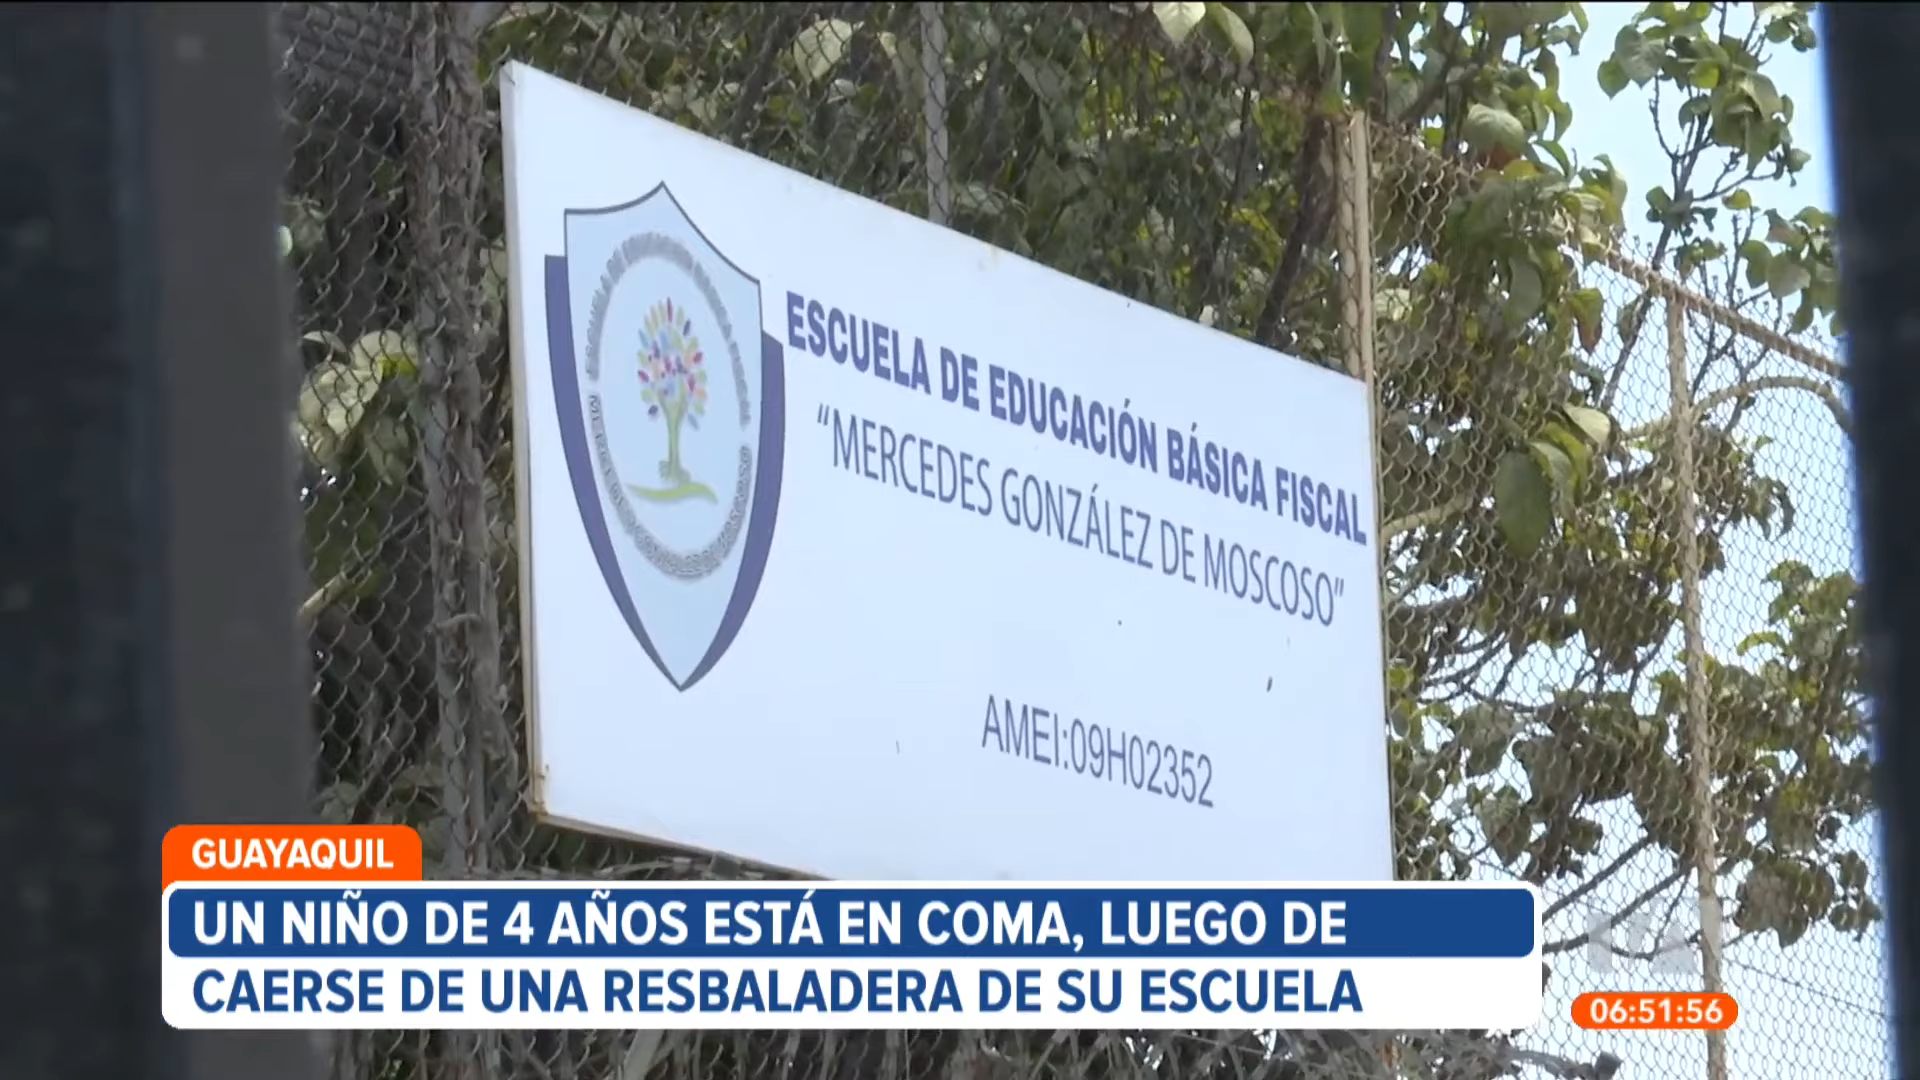 ESCUELA DE EDUCACIÓN BÁSICA FISCAL
“MERCEDES GONZÁLEZ DE MOSCOSO”
AMEI:09H02352
GUAYAQUIL
UN NIÑO DE 4 AÑOS ESTÁ EN COMA, LUEGO DE
CAERSE DE UNA RESBALADERA DE SU ESCUELA
06:51:56